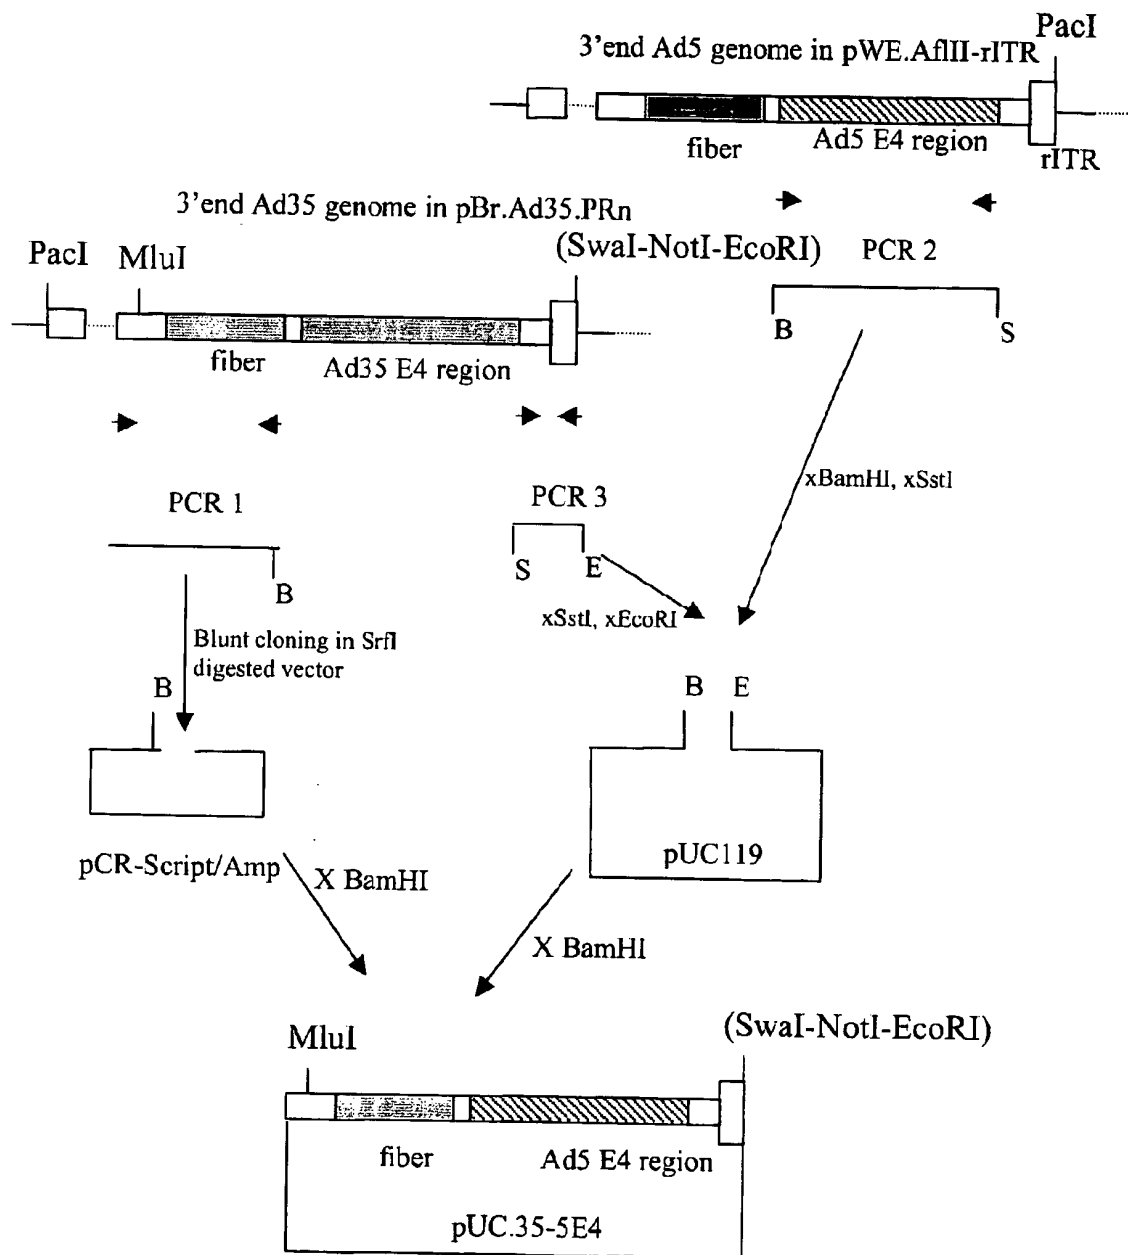 PacI
3'end Ad5 genome in pWE.AflII-rITR
fiber
Ad5 E4 region
rITR
3'end Ad35 genome in pBr.Ad35.PRn
PacI MluI
(SwaI-NotI-EcoRI)
PCR 2
B
S
fiber
Ad35 E4 region
PCR 1
PCR 3
xBamHI, xSstI
B
S
E
xSstI, xEcoRI
Blunt cloning in SrfI
digested vector
B
B
E
pCR-Script/Amp
pUC119
X BamHI
X BamHI
MluI
(SwaI-NotI-EcoRI)
fiber
Ad5 E4 region
pUC.35-5E4